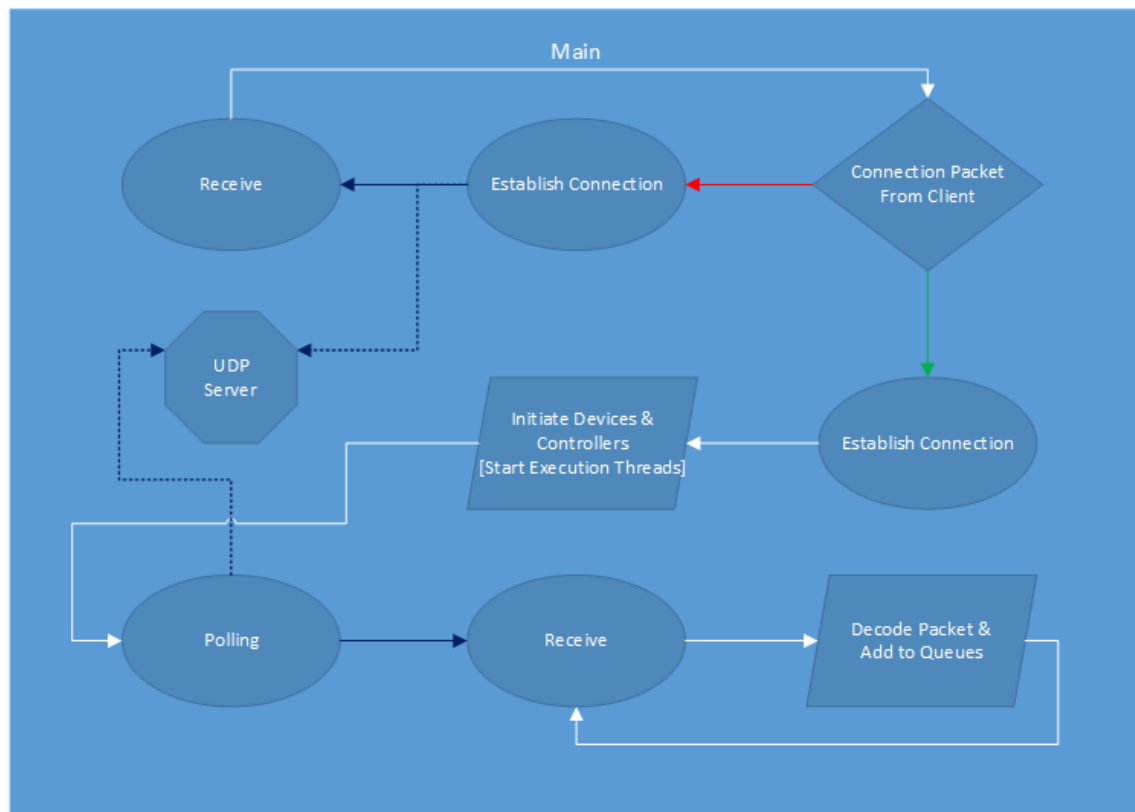 Main
Receive
Establish Connection
Connection Packet
From Client
UDP
Server
Initiate Devices &
Controllers
[Start Execution Threads]
Establish Connection
Polling
Receive
Decode Packet &
Add to Queues